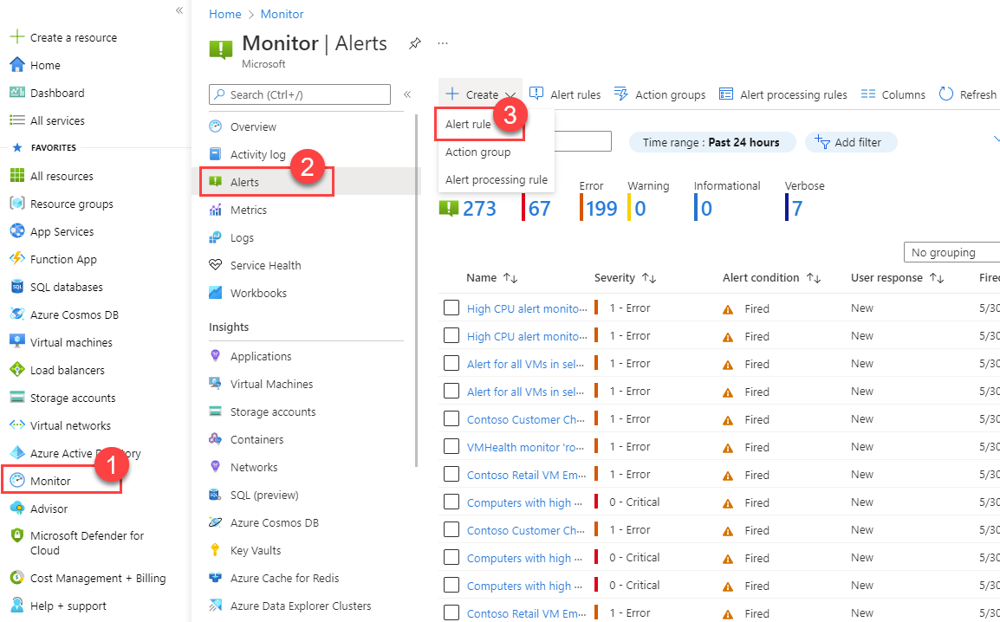 «
Create a resource
Home
Dashboard
All services
FAVORITES
All resources
Resource groups
App Services
Function App
SQL databases
Azure Cosmos DB
Virtual machines
Load balancers
Storage accounts
Virtual networks
Azure Active
1
Monitor
Advisor
Microsoft Defender for
Cloud
Cost Management + Billing
Help + support
Home > Monitor
Monitor | Alerts
...
Microsoft
Search (Ctrl+/)
«
Overview
Activity log
2
Alerts
Metrics
Logs
Service Health
Workbooks
Insights
Applications
Virtual Machines
Storage accounts
Containers
Networks
SQL (preview)
Azure Cosmos DB
Key Vaults
Azure Cache for Redis
Azure Data Explorer Clusters
Create Alert rules Action groups Alert processing rules Columns Refresh
Alert rule 3
Action group
Alert processing rule
Time range : Past 24 hours Add filter
Error Warning Informational Verbose
273 67 199 0 0 7
No grouping
Name ↑↓ Severity ↑↓ Alert condition ↑↓ User response ↑↓ Fired
High CPU alert monito... 1 - Error Fired New 5/30
High CPU alert monito... 1 - Error Fired New 5/30
Alert for all VMs in sel... 1 - Error Fired New 5/30
Alert for all VMs in sel... 1 - Error Fired New 5/30
Contoso Customer Ch... 1 - Error Fired New 5/30
VMHealth monitor 'ro... 1 - Error Fired New 5/30
Contoso Retail VM Em... 1 - Error Fired New 5/30
Computers with high ... 0 - Critical Fired New 5/30
Contoso Customer Ch... 1 - Error Fired New 5/30
Computers with high ... 0 - Critical Fired New 5/30
Computers with high ... 0 - Critical Fired New 5/30
Contoso Retail VM Em... 1 - Error Fired New 5/30